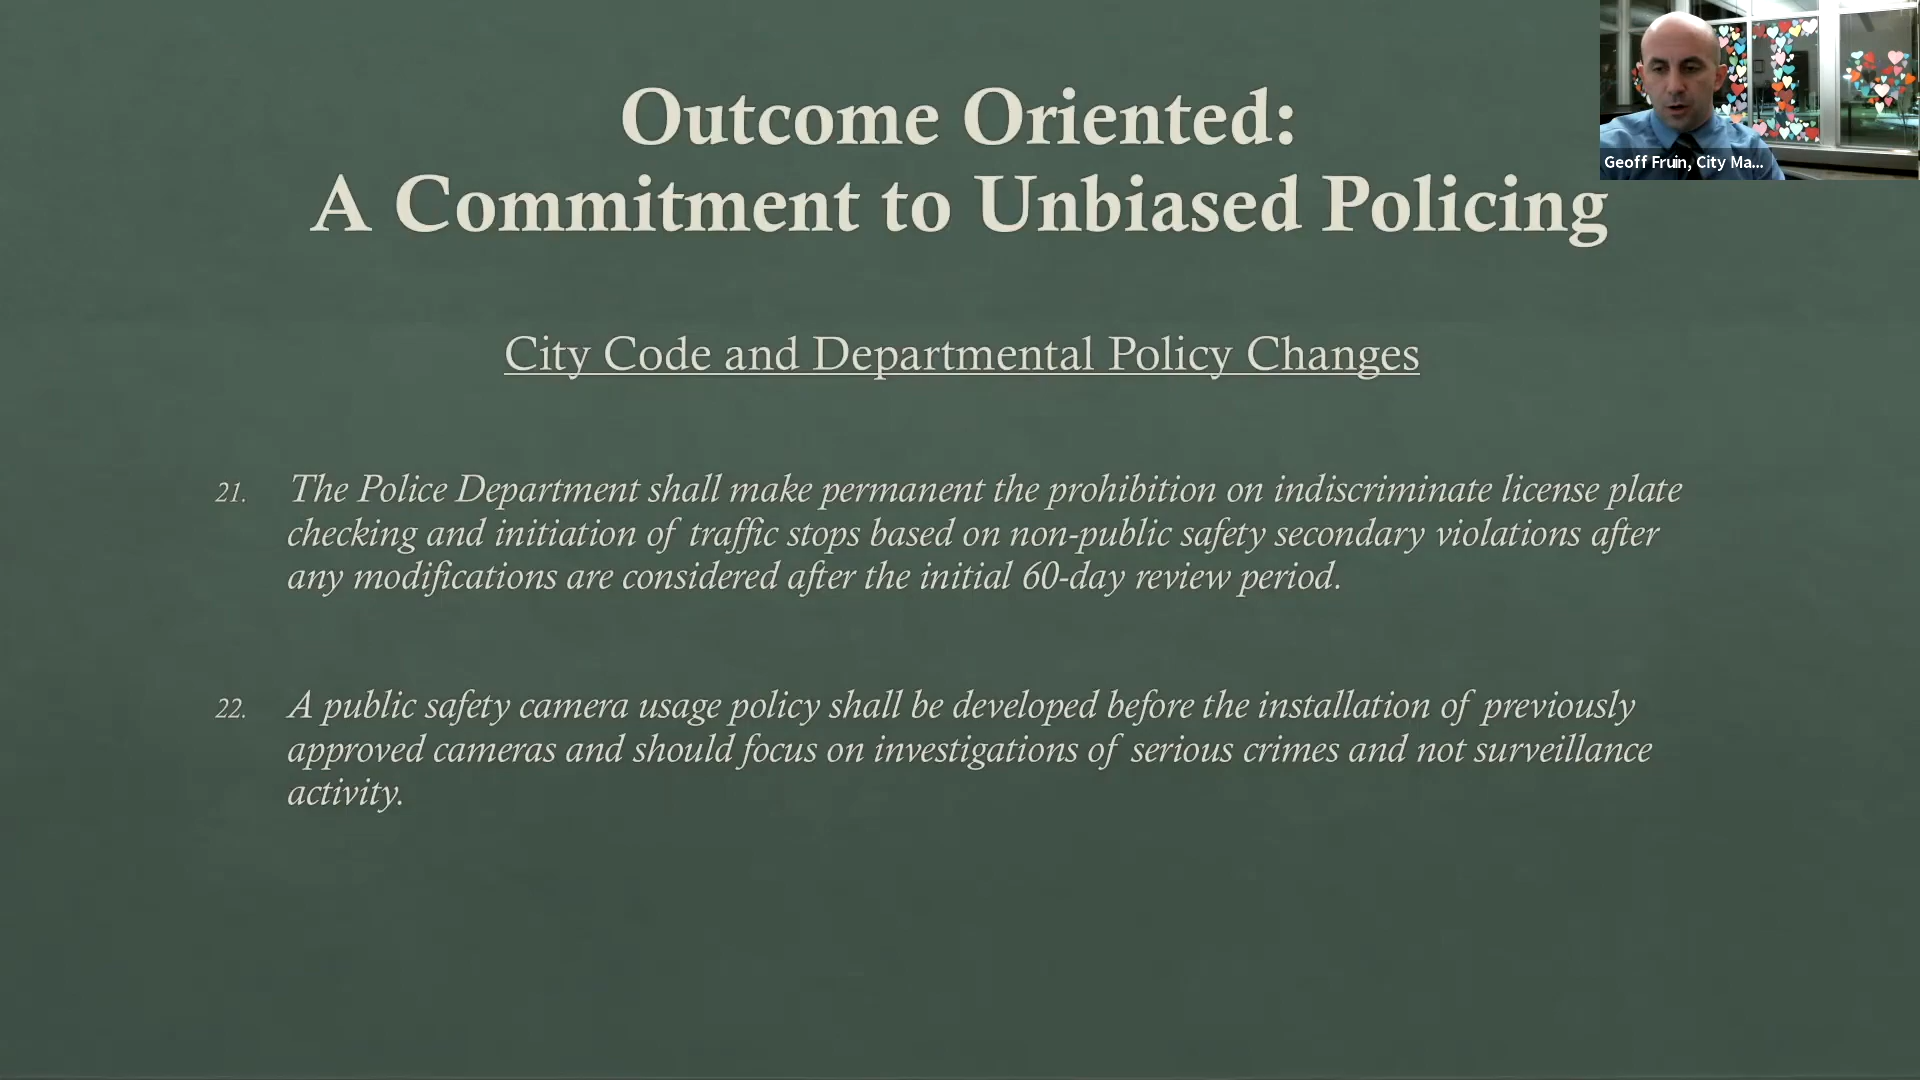 Outcome Oriented:
A Commitment to Unbiased Policing
Geoff Fruin, City Ma...
City Code and Departmental Policy Changes
21. The Police Department shall make permanent the prohibition on indiscriminate license plate
checking and initiation of traffic stops based on non-public safety secondary violations after
any modifications are considered after the initial 60-day review period.
22. A public safety camera usage policy shall be developed before the installation of previously
approved cameras and should focus on investigations of serious crimes and not surveillance
activity.